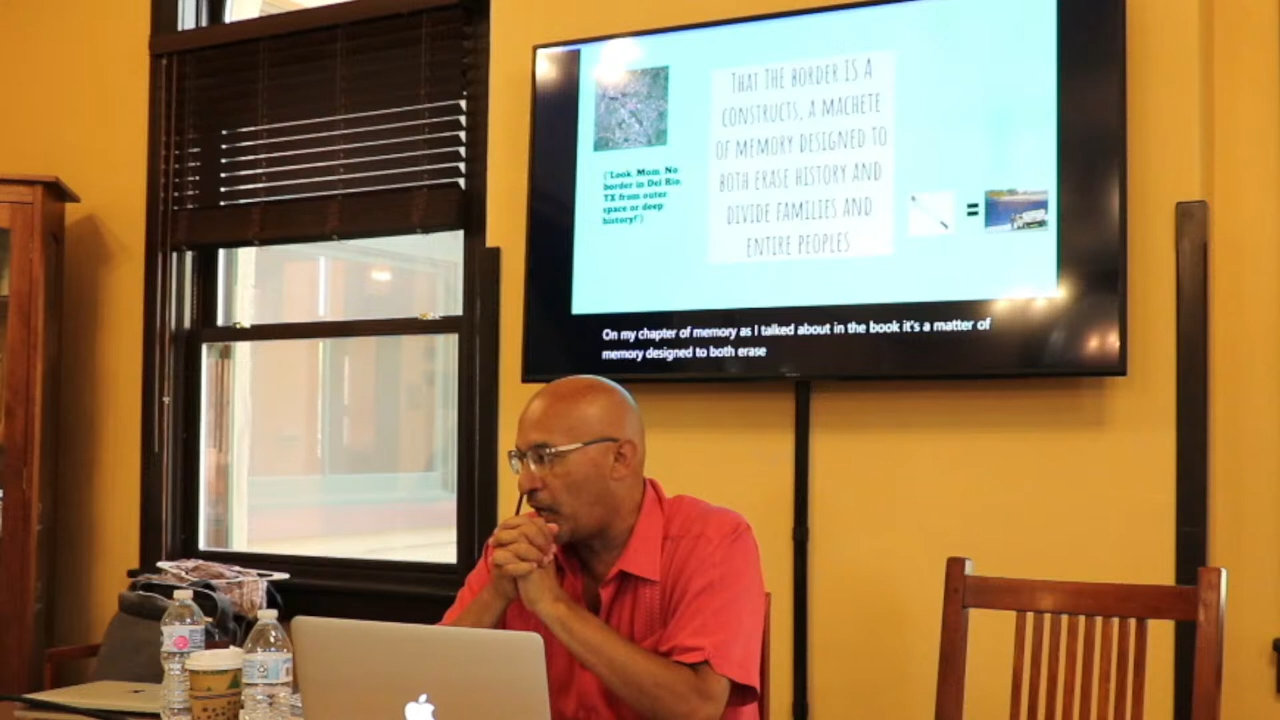 THAT THE BORDER IS A
CONSTRUCTS, A MACHETE
OF MEMORY DESIGNED TO
BOTH ERASE HISTORY AND
DIVIDE FAMILIES AND
ENTIRE PEOPLES
("Look, Mom. No
border in Del Rio,
TX from outer
space or deep
history!")
=
On my chapter of memory as I talked about in the book it's a matter of
memory designed to both erase